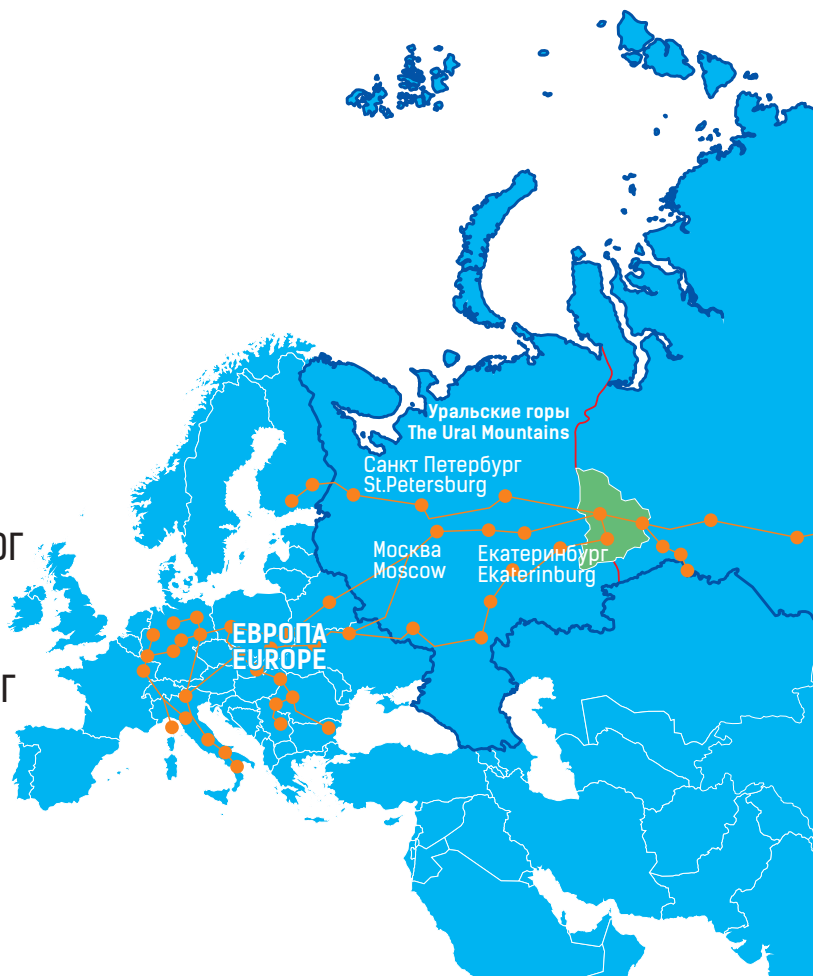 Уральские горы
The Ural Mountains
Санкт Петербург
St.Petersburg
Москва
Moscow
Екатеринбург
Ekaterinburg
ЕВРОПА
EUROPE